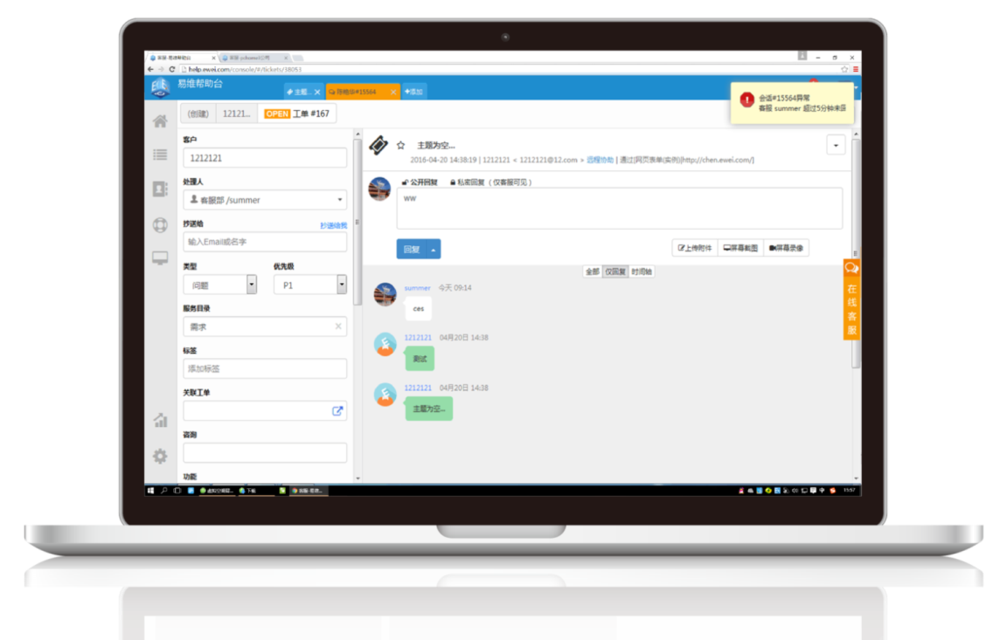 help.ewei.com/console/#/tickets/38053
易维帮助台
主题...
#15564
+添加
会话#15564异常
客服 summer 超过5分钟未回
(创建) 12121... OPEN 工单 #167
客户
1212121
处理人
客服部 /summer
抄送给 抄送给我
输入Email或名字
类型 优先级
问题 P1
服务目录
需求
标签
添加标签
关联工单
咨询
功能
主题为空...
2016-04-20 14:38:19 | 1212121 < 1212121@12.com > 远程协助 | 通过[网页表单(实例)](http://chen.ewei.com/)
公开回复 私密回复 ( 仅客服可见 )
ww
回复 上传附件 屏幕截图 屏幕录像
全部 仅回复 时间轴
summer 今天 09:14
ces
1212121 04月20日 14:38
测试
1212121 04月20日 14:38
主题为空...
在线客服
15:57